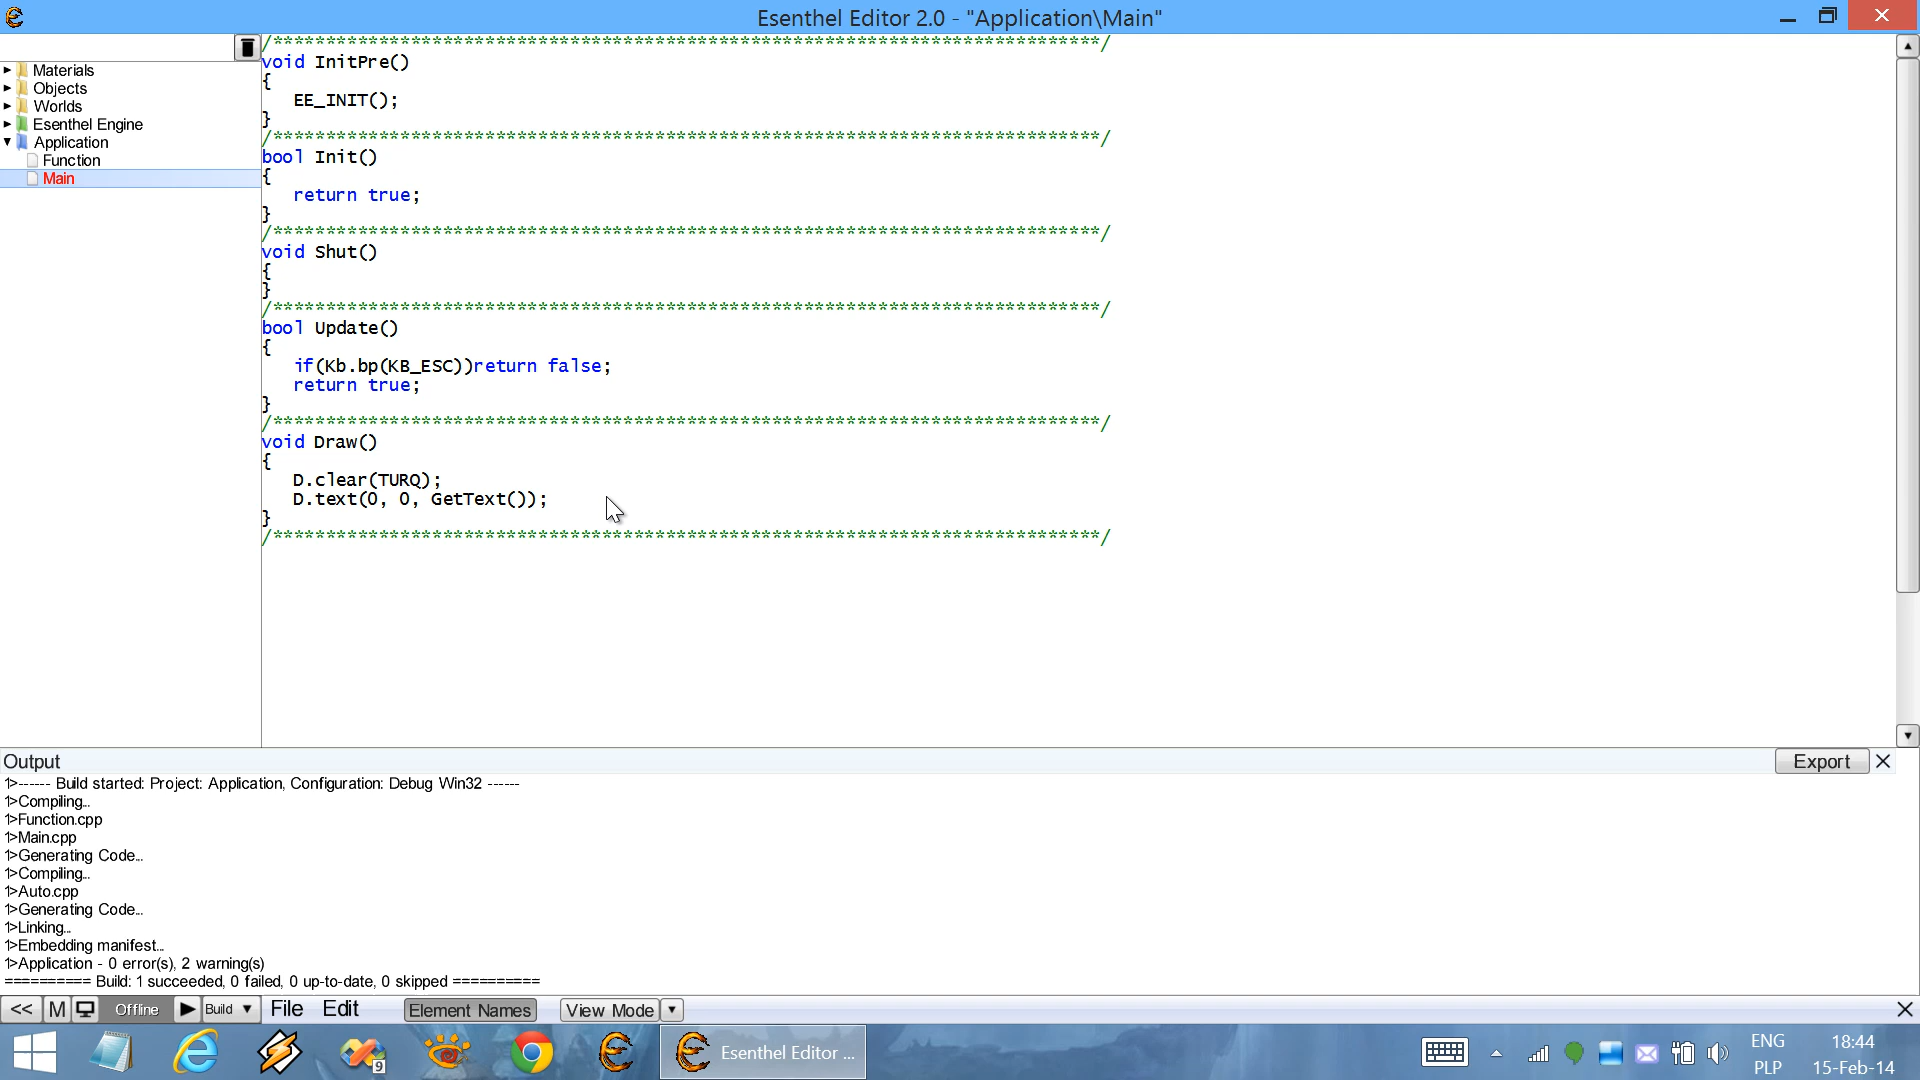 Esenthel Editor 2.0 - "Application\Main"
Materials
Objects
Worlds
Esenthel Engine
Application
Function
Main
/******************************************************************************/
void InitPre()
{
EE_INIT();
}
/******************************************************************************/
bool Init()
{
return true;
}
/******************************************************************************/
void Shut()
{
}
/******************************************************************************/
bool Update()
{
if(Kb.bp(KB_ESC))return false;
return true;
}
/******************************************************************************/
void Draw()
{
D.clear(TURQ);
D.text(0, 0, GetText());
}
/******************************************************************************/
Output
Export
1>------ Build started: Project: Application, Configuration: Debug Win32 ------
1>Compiling...
1>Function.cpp
1>Main.cpp
1>Generating Code...
1>Compiling...
1>Auto.cpp
1>Generating Code...
1>Linking...
1>Embedding manifest...
1>Application - 0 error(s), 2 warning(s)
========== Build: 1 succeeded, 0 failed, 0 up-to-date, 0 skipped ==========
<< M Offline Build File Edit Element Names View Mode
9
Esenthel Editor ...
ENG
PLP
18:44
15-Feb-14